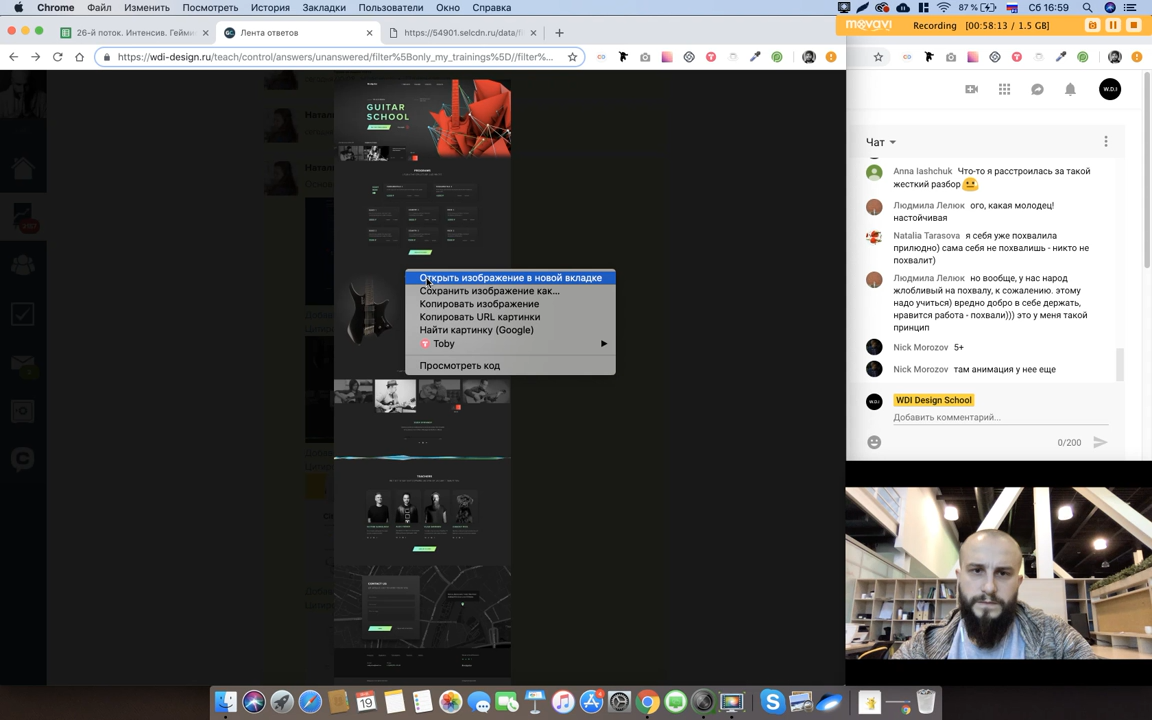 Chrome Файл Изменить Посмотреть История Закладки Пользователи Окно Справка
87 % Сб 16:59
movavi Recording [00:58:13 / 1.5 GB]
26-й поток. Интенсив. Гейми
Лента ответов
https://54901.selcdn.ru/data/f
https://wdi-design.ru/teach/control/answers/unanswered/filter%5Bonly_my_trainings%5D//filter%...
GUITAR
SCHOOL
Открыть изображение в новой вкладке
Сохранить изображение как...
Копировать изображение
Копировать URL картинки
Найти картинку (Google)
Toby
Просмотреть код
TEACHERS
CONTACT US
W.D.I
Чат
Anna Iashchuk Что-то я расстроилась за такой
жесткий разбор
Людмила Лелюк ого, какая молодец!
настойчивая
Natalia Tarasova я себя уже похвалила
прилюдно) сама себя не похвалишь - никто не
похвалит)
Людмила Лелюк но вообще, у нас народ
жлобливый на похвалу, к сожалению. этому
надо учиться) вредно добро в себе держать,
нравится работа - похвали))) это у меня такой
принцип
Nick Morozov 5+
Nick Morozov там анимация у нее еще
WDI Design School
Добавить комментарий...
0/200